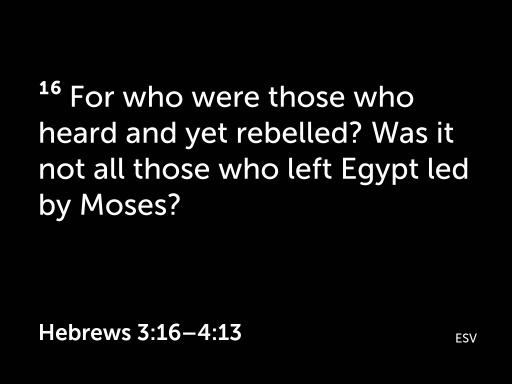 16 For who were those who
heard and yet rebelled? Was it
not all those who left Egypt led
by Moses?
Hebrews 3:16–4:13
ESV